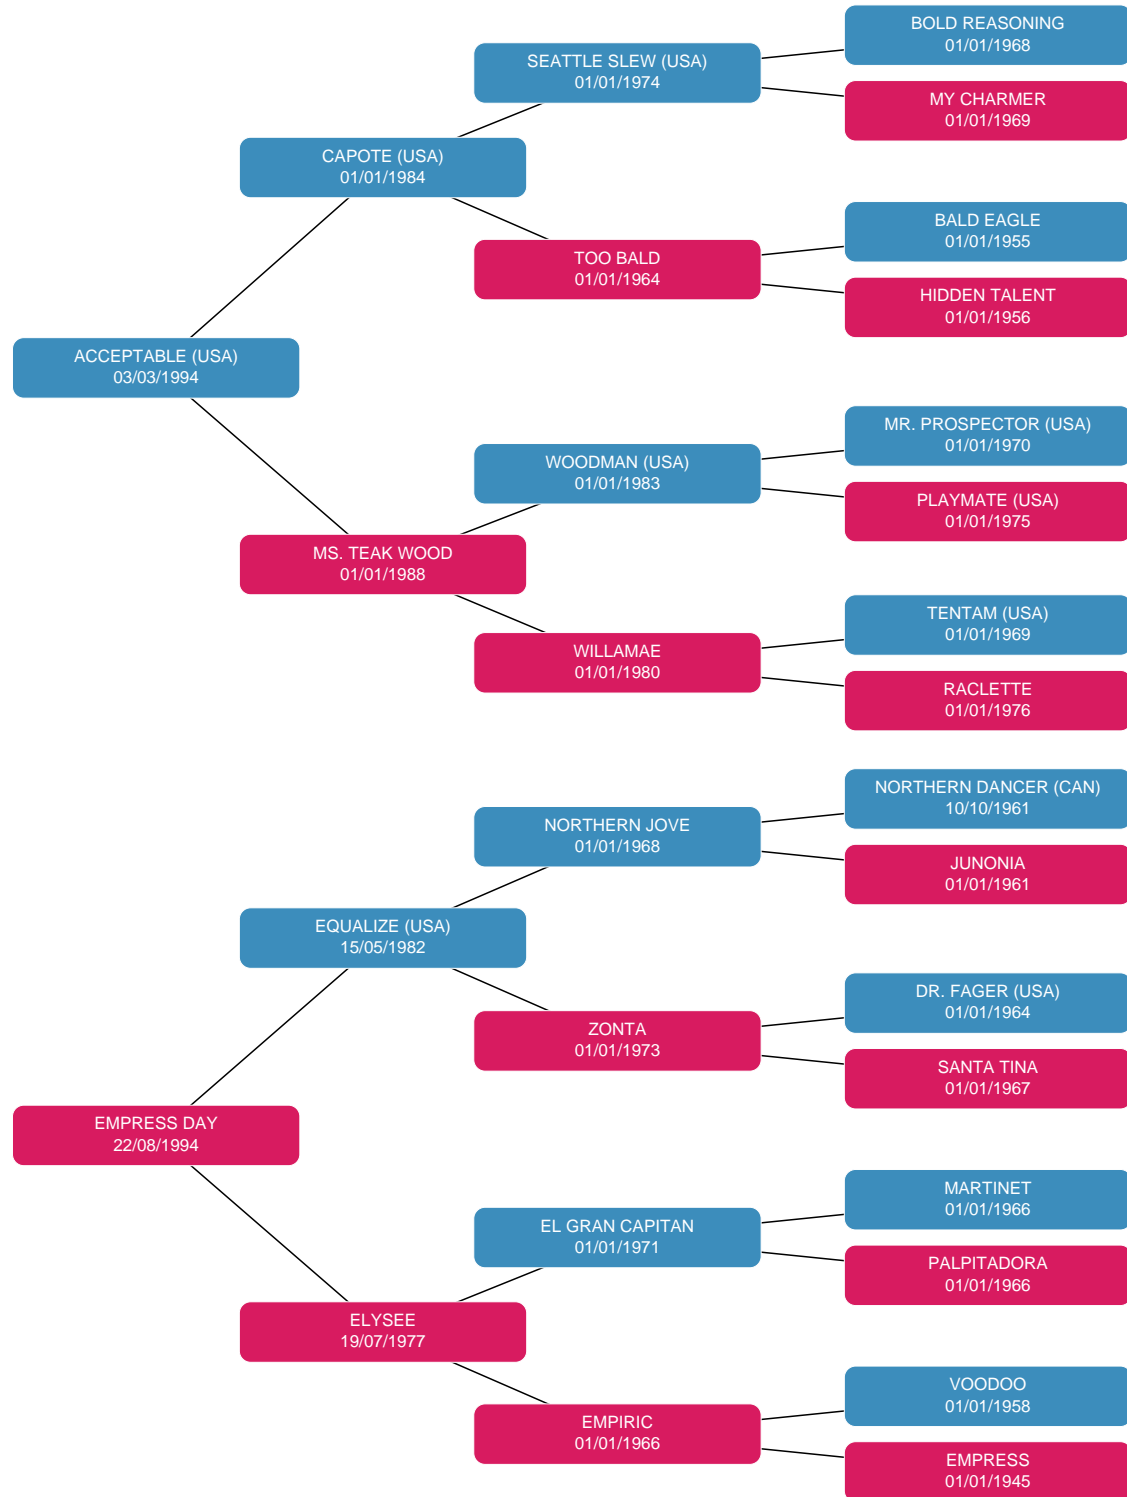 BOLD REASONING
01/01/1968
SEATTLE SLEW (USA)
01/01/1974
MY CHARMER
01/01/1969
CAPOTE (USA)
01/01/1984
BALD EAGLE
01/01/1955
TOO BALD
01/01/1964
HIDDEN TALENT
01/01/1956
ACCEPTABLE (USA)
03/03/1994
MR. PROSPECTOR (USA)
01/01/1970
WOODMAN (USA)
01/01/1983
PLAYMATE (USA)
01/01/1975
MS. TEAK WOOD
01/01/1988
TENTAM (USA)
01/01/1969
WILLAMAE
01/01/1980
RACLETTE
01/01/1976
NORTHERN DANCER (CAN)
10/10/1961
NORTHERN JOVE
01/01/1968
JUNONIA
01/01/1961
EQUALIZE (USA)
15/05/1982
DR. FAGER (USA)
01/01/1964
ZONTA
01/01/1973
SANTA TINA
01/01/1967
EMPRESS DAY
22/08/1994
MARTINET
01/01/1966
EL GRAN CAPITAN
01/01/1971
PALPITADORA
01/01/1966
ELYSEE
19/07/1977
VOODOO
01/01/1958
EMPIRIC
01/01/1966
EMPRESS
01/01/1945